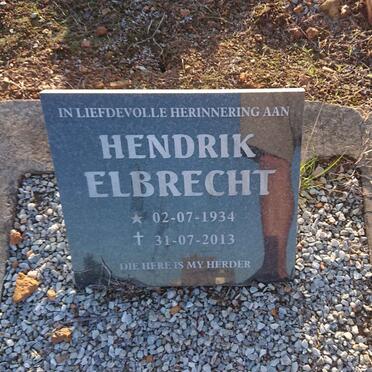 IN LIEFDEVOLLE HERINNERING AAN
HENDRIK
ELBRECHT
★ 02-07-1934
✝ 31-07-2013
DIE HERE IS MY HERDER